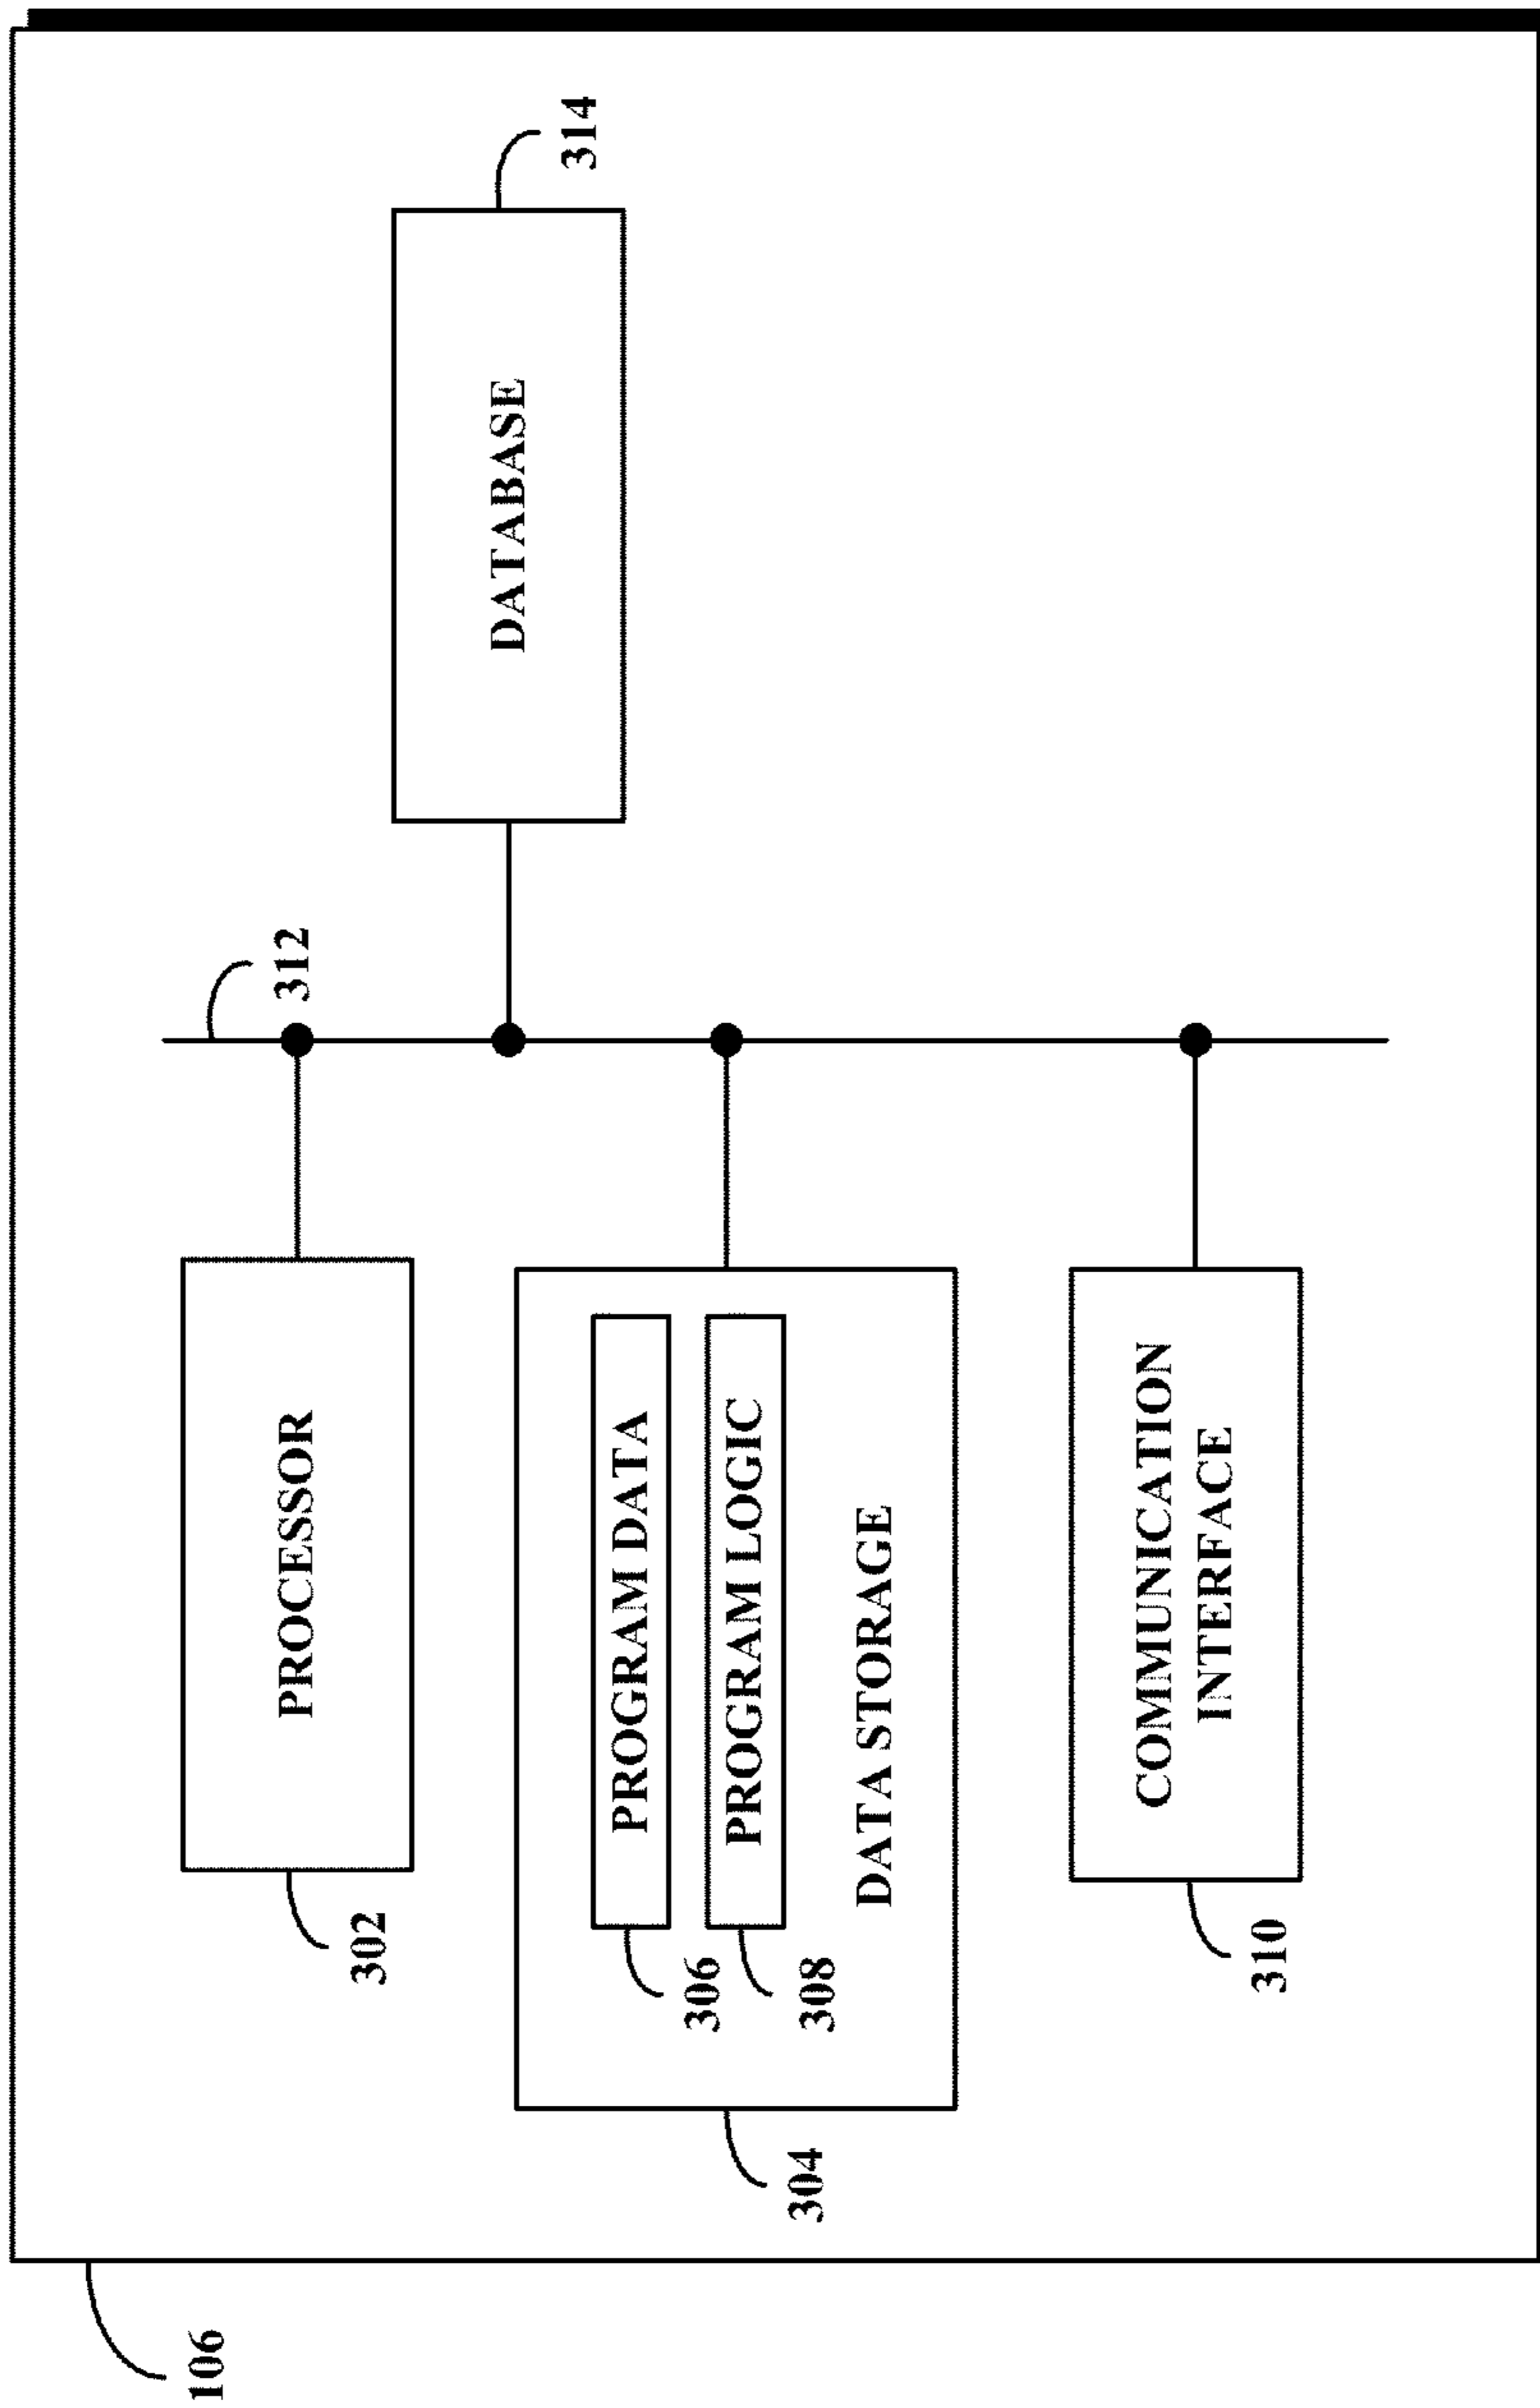 106
302
PROCESSOR
312
304
306
PROGRAM DATA
308
PROGRAM LOGIC
DATA STORAGE
314
DATABASE
310
COMMUNICATION
INTERFACE